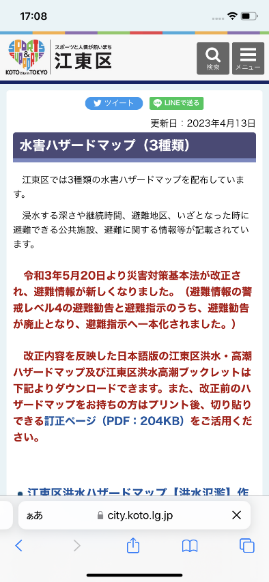 17:08
SPORTS & SUPPORTS
KOTO City in TOKYO
スポーツと人情が熱いまち
江東区
検索
メニュー
ツイート
LINEで送る
更新日：2023年4月13日
水害ハザードマップ（3種類）
江東区では3種類の水害ハザードマップを配布していま
す。
浸水する深さや継続時間、避難地区、いざとなった時に
避難できる公共施設、避難に関する情報等が記載されてい
ます。
令和3年5月20日より災害対策基本法が改正さ
れ、避難情報が新しくなりました。（避難情報の警
戒レベル4の避難勧告と避難指示のうち、避難勧告
が廃止となり、避難指示へ一本化されました。）
改正内容を反映した日本語版の江東区洪水・高潮
ハザードマップ及び江東区洪水高潮ブックレットは
下記よりダウンロードできます。また、改正前のハ
ザードマップをお持ちの方はプリント後、切り貼り
できる訂正ページ（PDF：204KB）をご活用くだ
さい。
江東区洪水ハザードマップ【洪水氾濫】作
ぁあ
city.koto.lg.jp